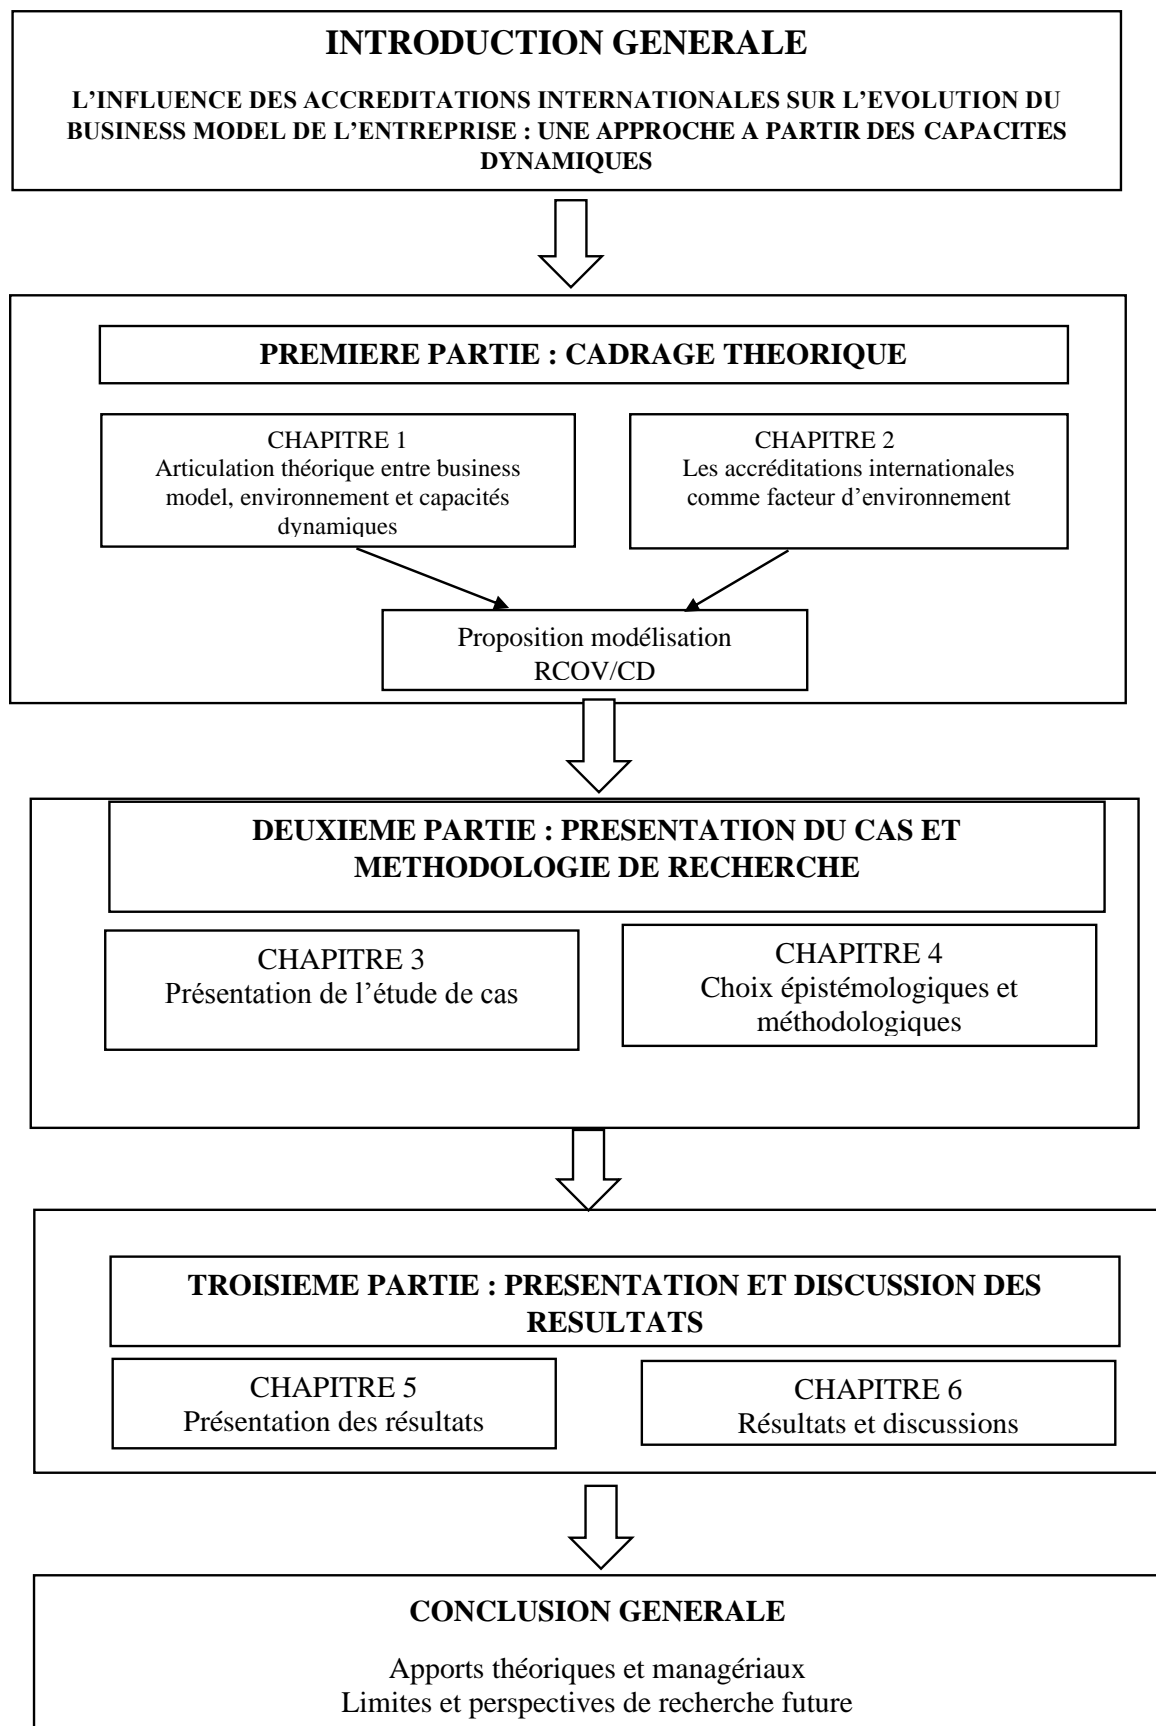 INTRODUCTION GENERALE
L’INFLUENCE DES ACCREDITATIONS INTERNATIONALES SUR L’EVOLUTION DU
BUSINESS MODEL DE L’ENTREPRISE : UNE APPROCHE A PARTIR DES CAPACITES
DYNAMIQUES
PREMIERE PARTIE : CADRAGE THEORIQUE
CHAPITRE 1
Articulation théorique entre business
model, environnement et capacités
dynamiques
CHAPITRE 2
Les accréditations internationales
comme facteur d’environnement
Proposition modélisation
RCOV/CD
DEUXIEME PARTIE : PRESENTATION DU CAS ET
METHODOLOGIE DE RECHERCHE
CHAPITRE 3
Présentation de l’étude de cas
CHAPITRE 4
Choix épistémologiques et
méthodologiques
TROISIEME PARTIE : PRESENTATION ET DISCUSSION DES
RESULTATS
CHAPITRE 5
Présentation des résultats
CHAPITRE 6
Résultats et discussions
CONCLUSION GENERALE
Apports théoriques et managériaux
Limites et perspectives de recherche future